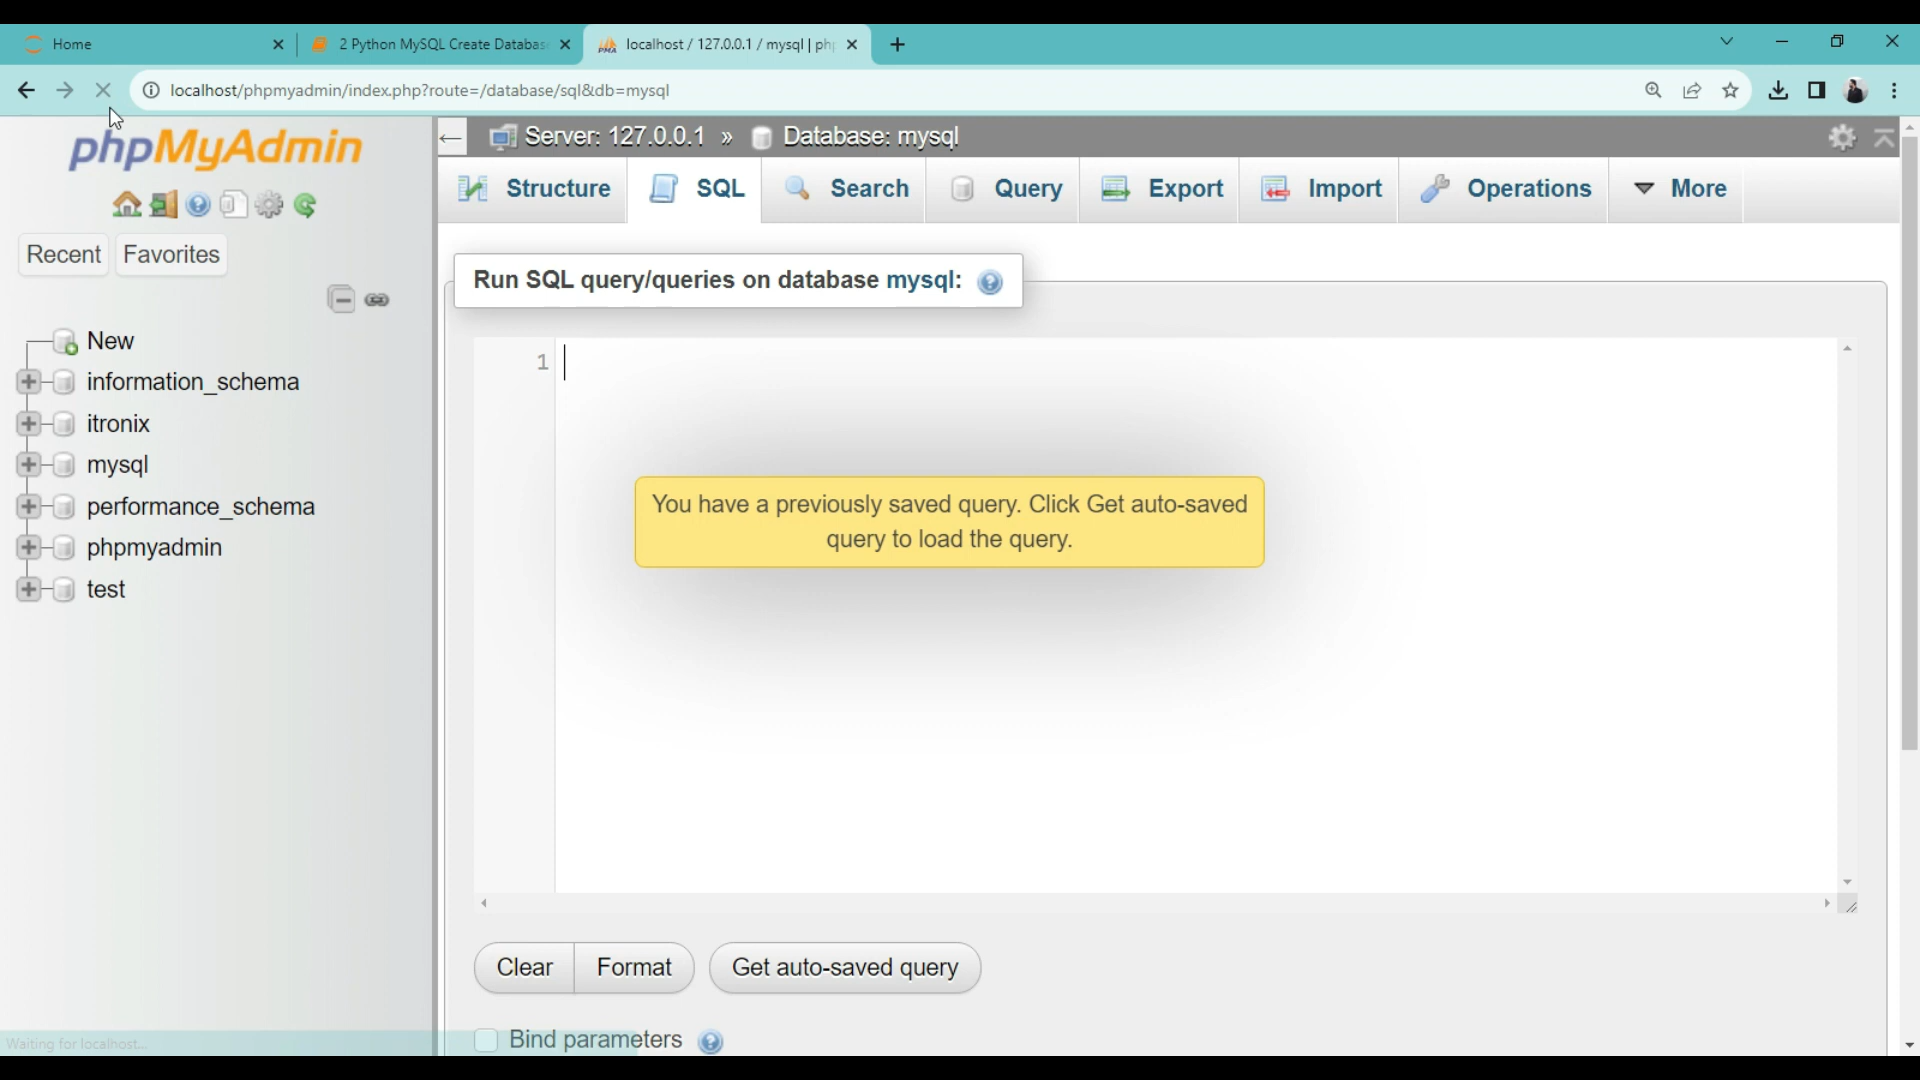 Home
2 Python MySQL Create Databas
localhost / 127.0.0.1 / mysql | ph
localhost/phpmyadmin/index.php?route=/database/sql&db=mysql
phpMyAdmin
Server: 127.0.0.1 » Database: mysql
Structure
SQL
Search
Query
Export
Import
Operations
More
Recent
Favorites
New
information_schema
itronix
mysql
performance_schema
phpmyadmin
test
Run SQL query/queries on database mysql:
1
You have a previously saved query. Click Get auto-saved
query to load the query.
Clear
Format
Get auto-saved query
Bind parameters
Waiting for localhost...